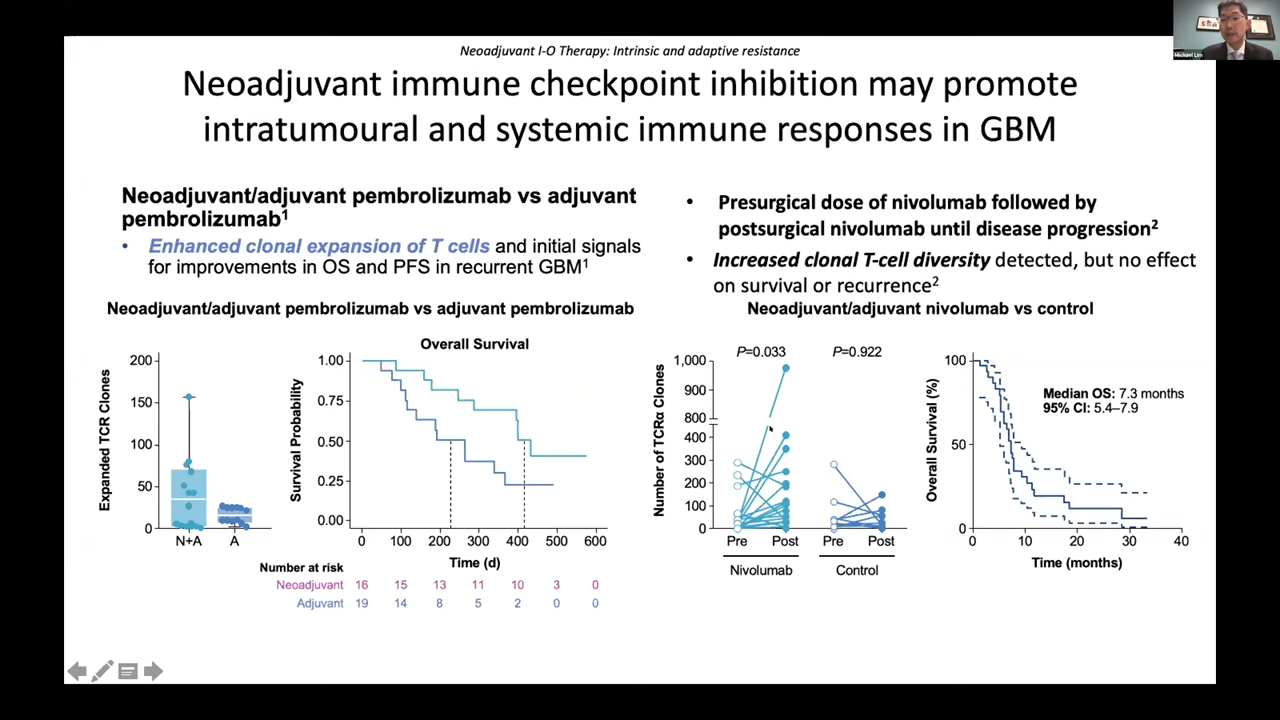 Michael Lim
Neoadjuvant I-O Therapy: Intrinsic and adaptive resistance
Neoadjuvant immune checkpoint inhibition may promote
intratumoural and systemic immune responses in GBM
Neoadjuvant/adjuvant pembrolizumab vs adjuvant
pembrolizumab¹
• Enhanced clonal expansion of T cells and initial signals
for improvements in OS and PFS in recurrent GBM¹
Neoadjuvant/adjuvant pembrolizumab vs adjuvant pembrolizumab
Expanded TCR Clones
200
150
100
50
0
N+A A
Overall Survival
Survival Probability
1.00
0.75
0.50
0.25
0.00
0 100 200 300 400 500 600
Time (d)
Number at risk
Neoadjuvant 16 15 13 11 10 3 0
Adjuvant 19 14 8 5 2 0 0
• Presurgical dose of nivolumab followed by
postsurgical nivolumab until disease progression²
• Increased clonal T-cell diversity detected, but no effect
on survival or recurrence²
Neoadjuvant/adjuvant nivolumab vs control
Number of TCRα Clones
P=0.033 P=0.922
1,000
900
800
400
300
200
100
0
Pre Post Pre Post
Nivolumab Control
Overall Survival (%)
100
50
0
Median OS: 7.3 months
95% CI: 5.4–7.9
0 10 20 30 40
Time (months)